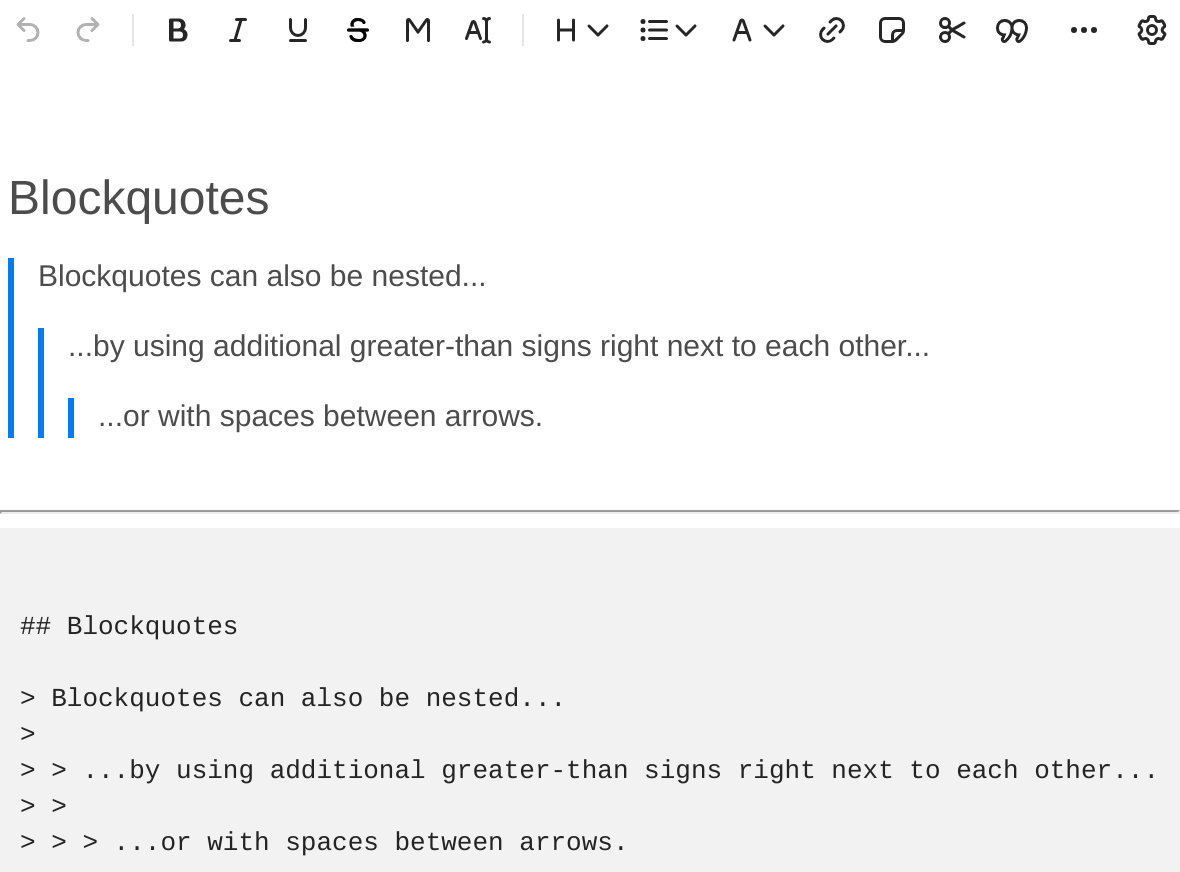 Blockquotes
Blockquotes can also be nested...
...by using additional greater-than signs right next to each other...
...or with spaces between arrows.
## Blockquotes
> Blockquotes can also be nested...
>
> > ...by using additional greater-than signs right next to each other...
> >
> > > ...or with spaces between arrows.